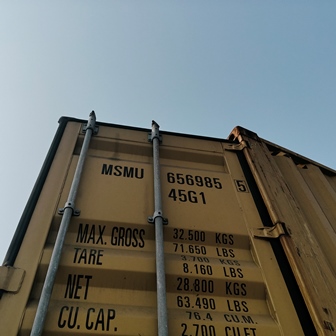 MSMU 656985 5
45G1
MAX. GROSS 32.500 KGS
71.650 LBS
TARE 3.700 KGS
8.160 LBS
NET 28.800 KGS
63.490 LBS
CU. CAP. 76.4 CU.M.
2.700 CU.FT